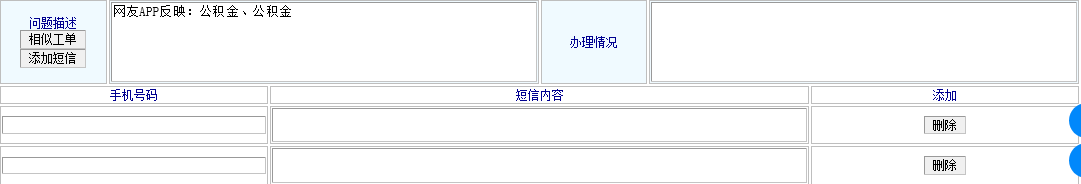 问题描述
相似工单
添加短信
网友APP反映：公积金、公积金
办理情况
手机号码 短信内容 添加
删除
删除